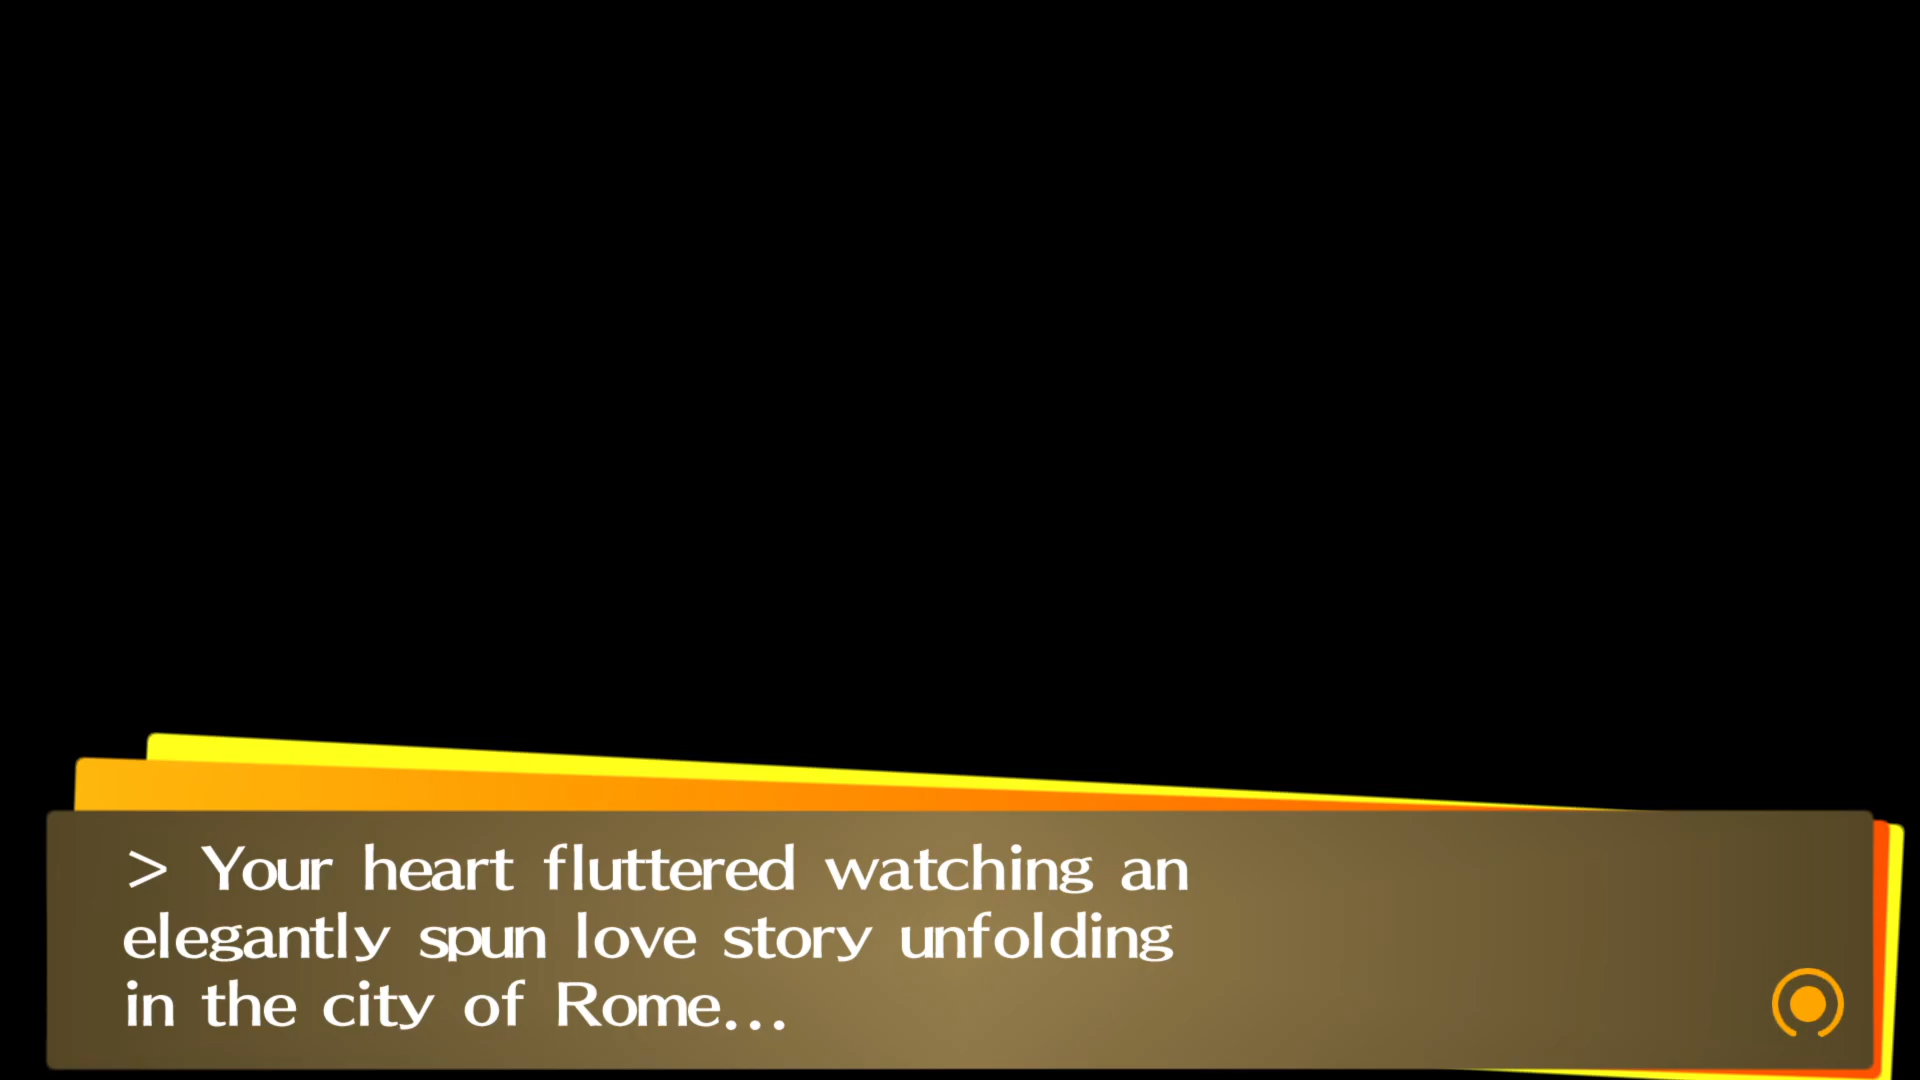 > Your heart fluttered watching an
elegantly spun love story unfolding
in the city of Rome...